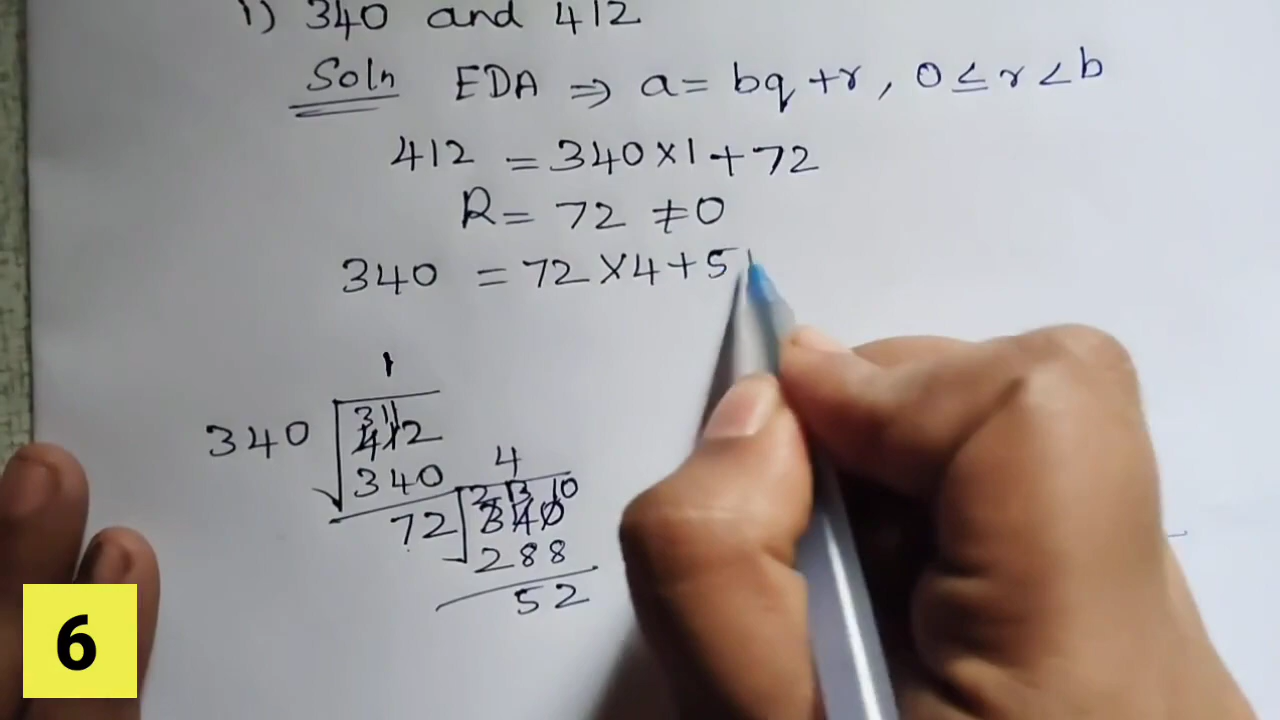 1) 340 and 412
Soln EDA ⇒ a = bq + r, 0 ≤ r < b
412 = 340 × 1 + 72
R = 72 ≠ 0
340 = 72 × 4 + 5
1
340 412
340
4
72 340
288
52
6